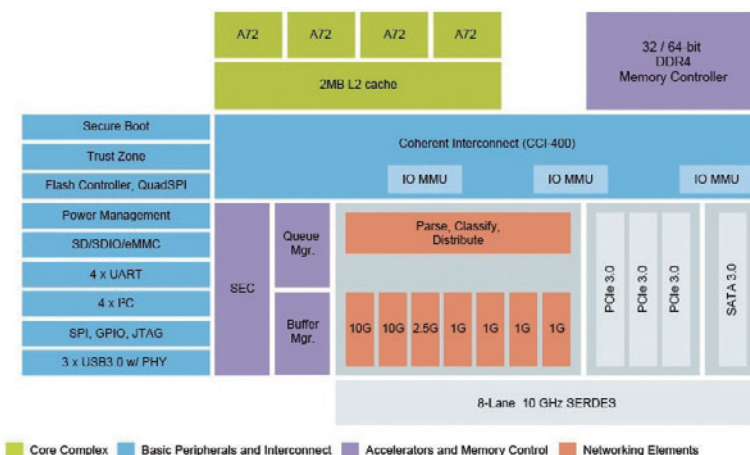 A72
A72
A72
A72
2MB L2 cache
32 / 64-bit
DDR4
Memory Controller
Secure Boot
Trust Zone
Flash Controller, QuadSPI
Coherent Interconnect (CCI-400)
IO MMU
IO MMU
IO MMU
Power Management
SD/SDIO/eMMC
4 x UART
4 x I²C
SPI, GPIO, JTAG
3 x USB3.0 w/ PHY
SEC
Queue
Mgr.
Buffer
Mgr.
Parse, Classify,
Distribute
10G
10G
2.5G
1G
1G
1G
1G
PCIe 3.0
PCIe 3.0
PCIe 3.0
SATA 3.0
8-Lane 10 GHz SERDES
Core Complex
Basic Peripherals and Interconnect
Accelerators and Memory Control
Networking Elements